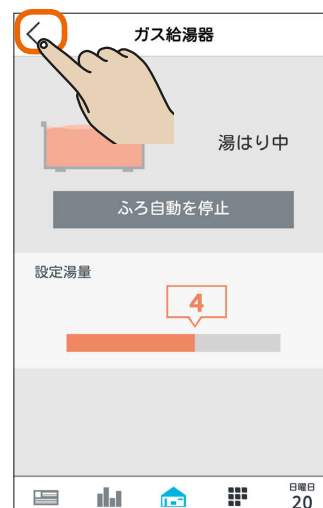 ガス給湯器
湯はり中
ふろ自動を停止
設定湯量
4
日曜日
20